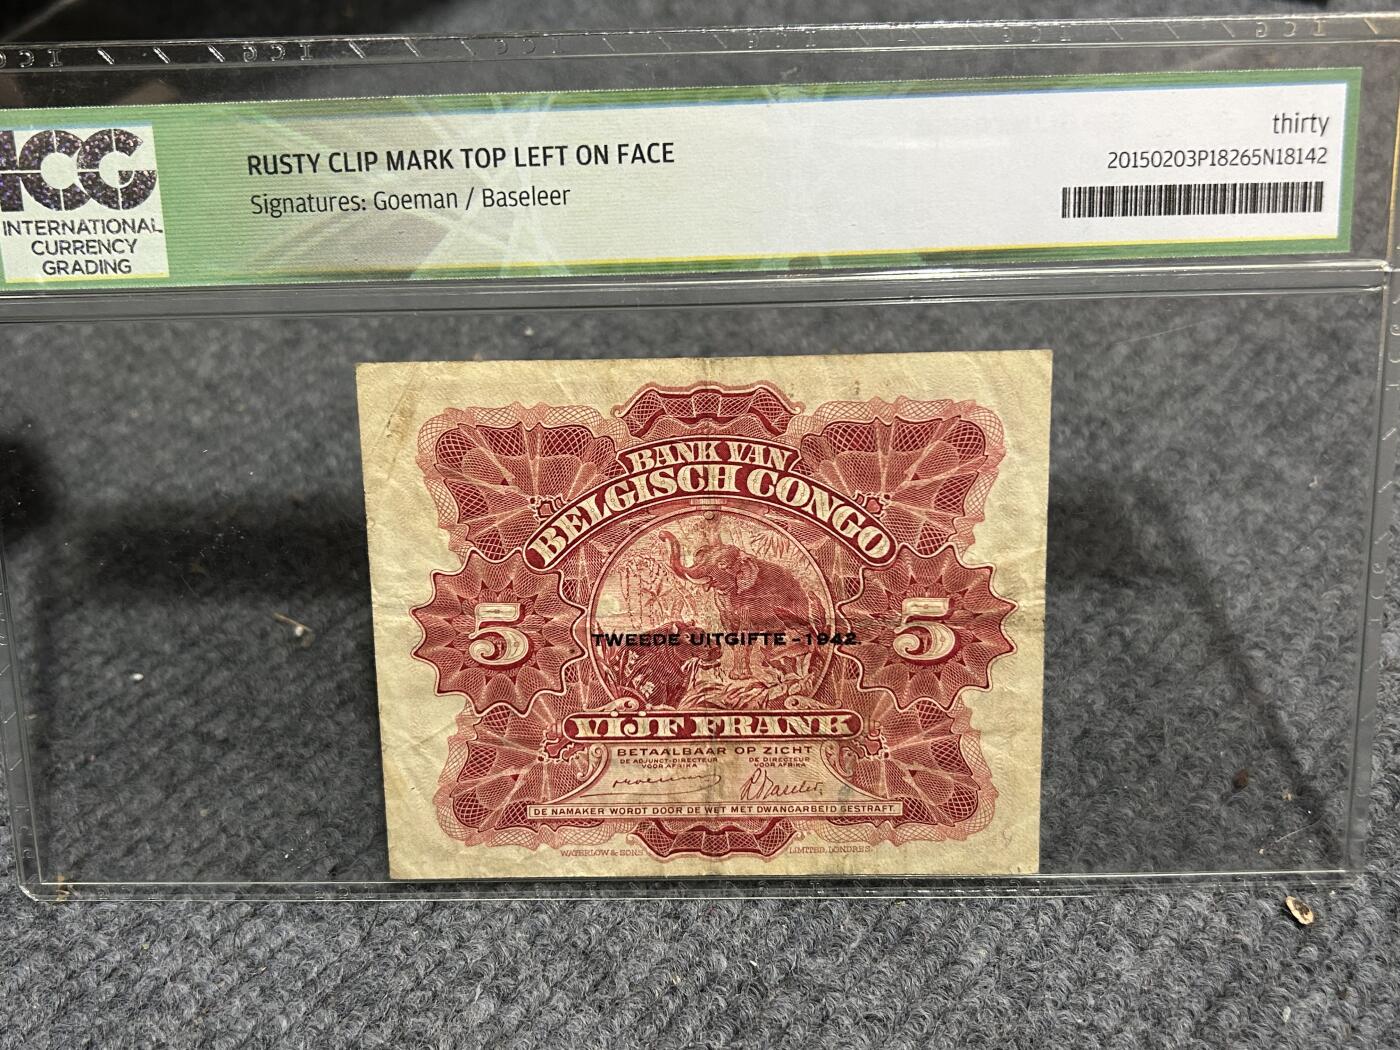 ICG
INTERNATIONAL
CURRENCY
GRADING
RUSTY CLIP MARK TOP LEFT ON FACE
Signatures: Goeman / Baseleer
thirty
20150203P18265N18142
BANK VAN
BELGISCH CONGO
5 5
TWEEDE UITGIFTE - 1942.
VIJF FRANK
BETAALBAAR OP ZICHT
DE ADJUNCT-DIRECTEUR DE DIRECTEUR
VOOR AFRIKA VOOR AFRIKA
DE NAMAKER WORDT DOOR DE WET MET DWANGARBEID GESTRAFT.
WATERLOW & SONS LIMITED, LONDRES.